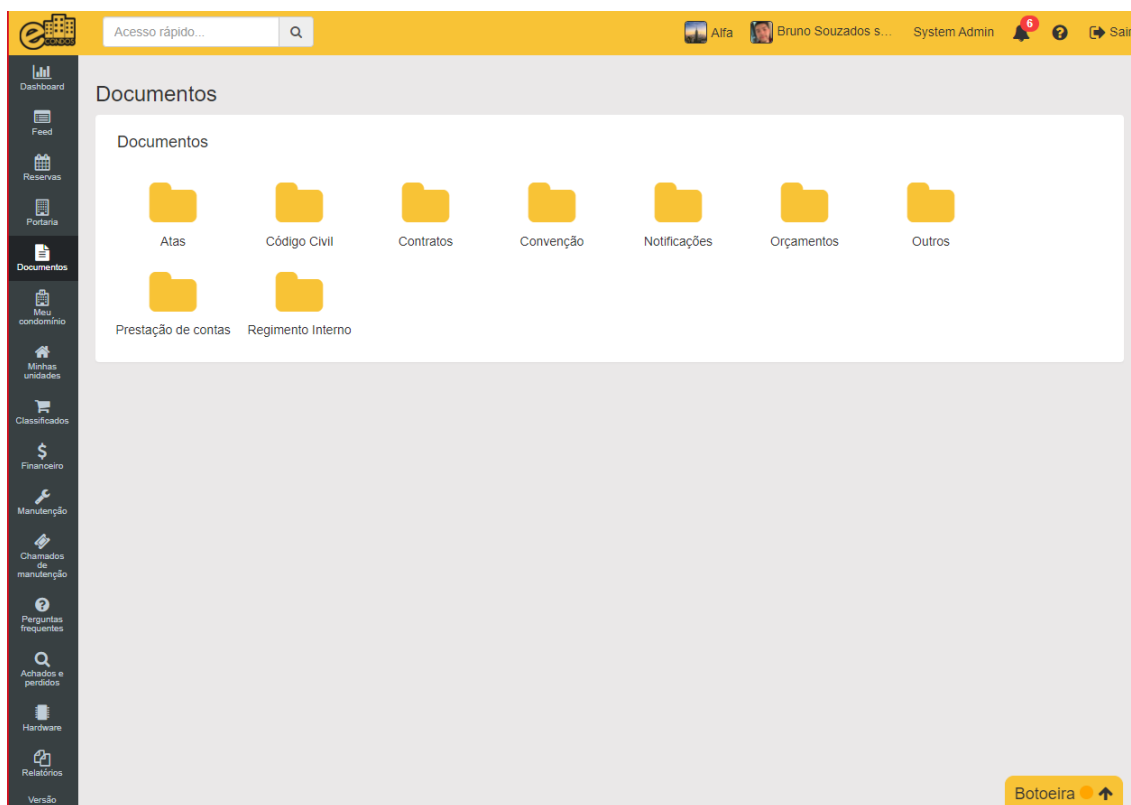 e
CONDOS
Acesso rápido...
Alfa
Bruno Souzados s...
System Admin
6
Sair
Dashboard
Feed
Reservas
Portaria
Documentos
Meu
condomínio
Minhas
unidades
Classificados
Financeiro
Manutenção
Chamados
de
manutenção
Perguntas
frequentes
Achados e
perdidos
Hardware
Relatórios
Versão
Documentos
Documentos
Atas
Código Civil
Contratos
Convenção
Notificações
Orçamentos
Outros
Prestação de contas
Regimento Interno
Botoeira